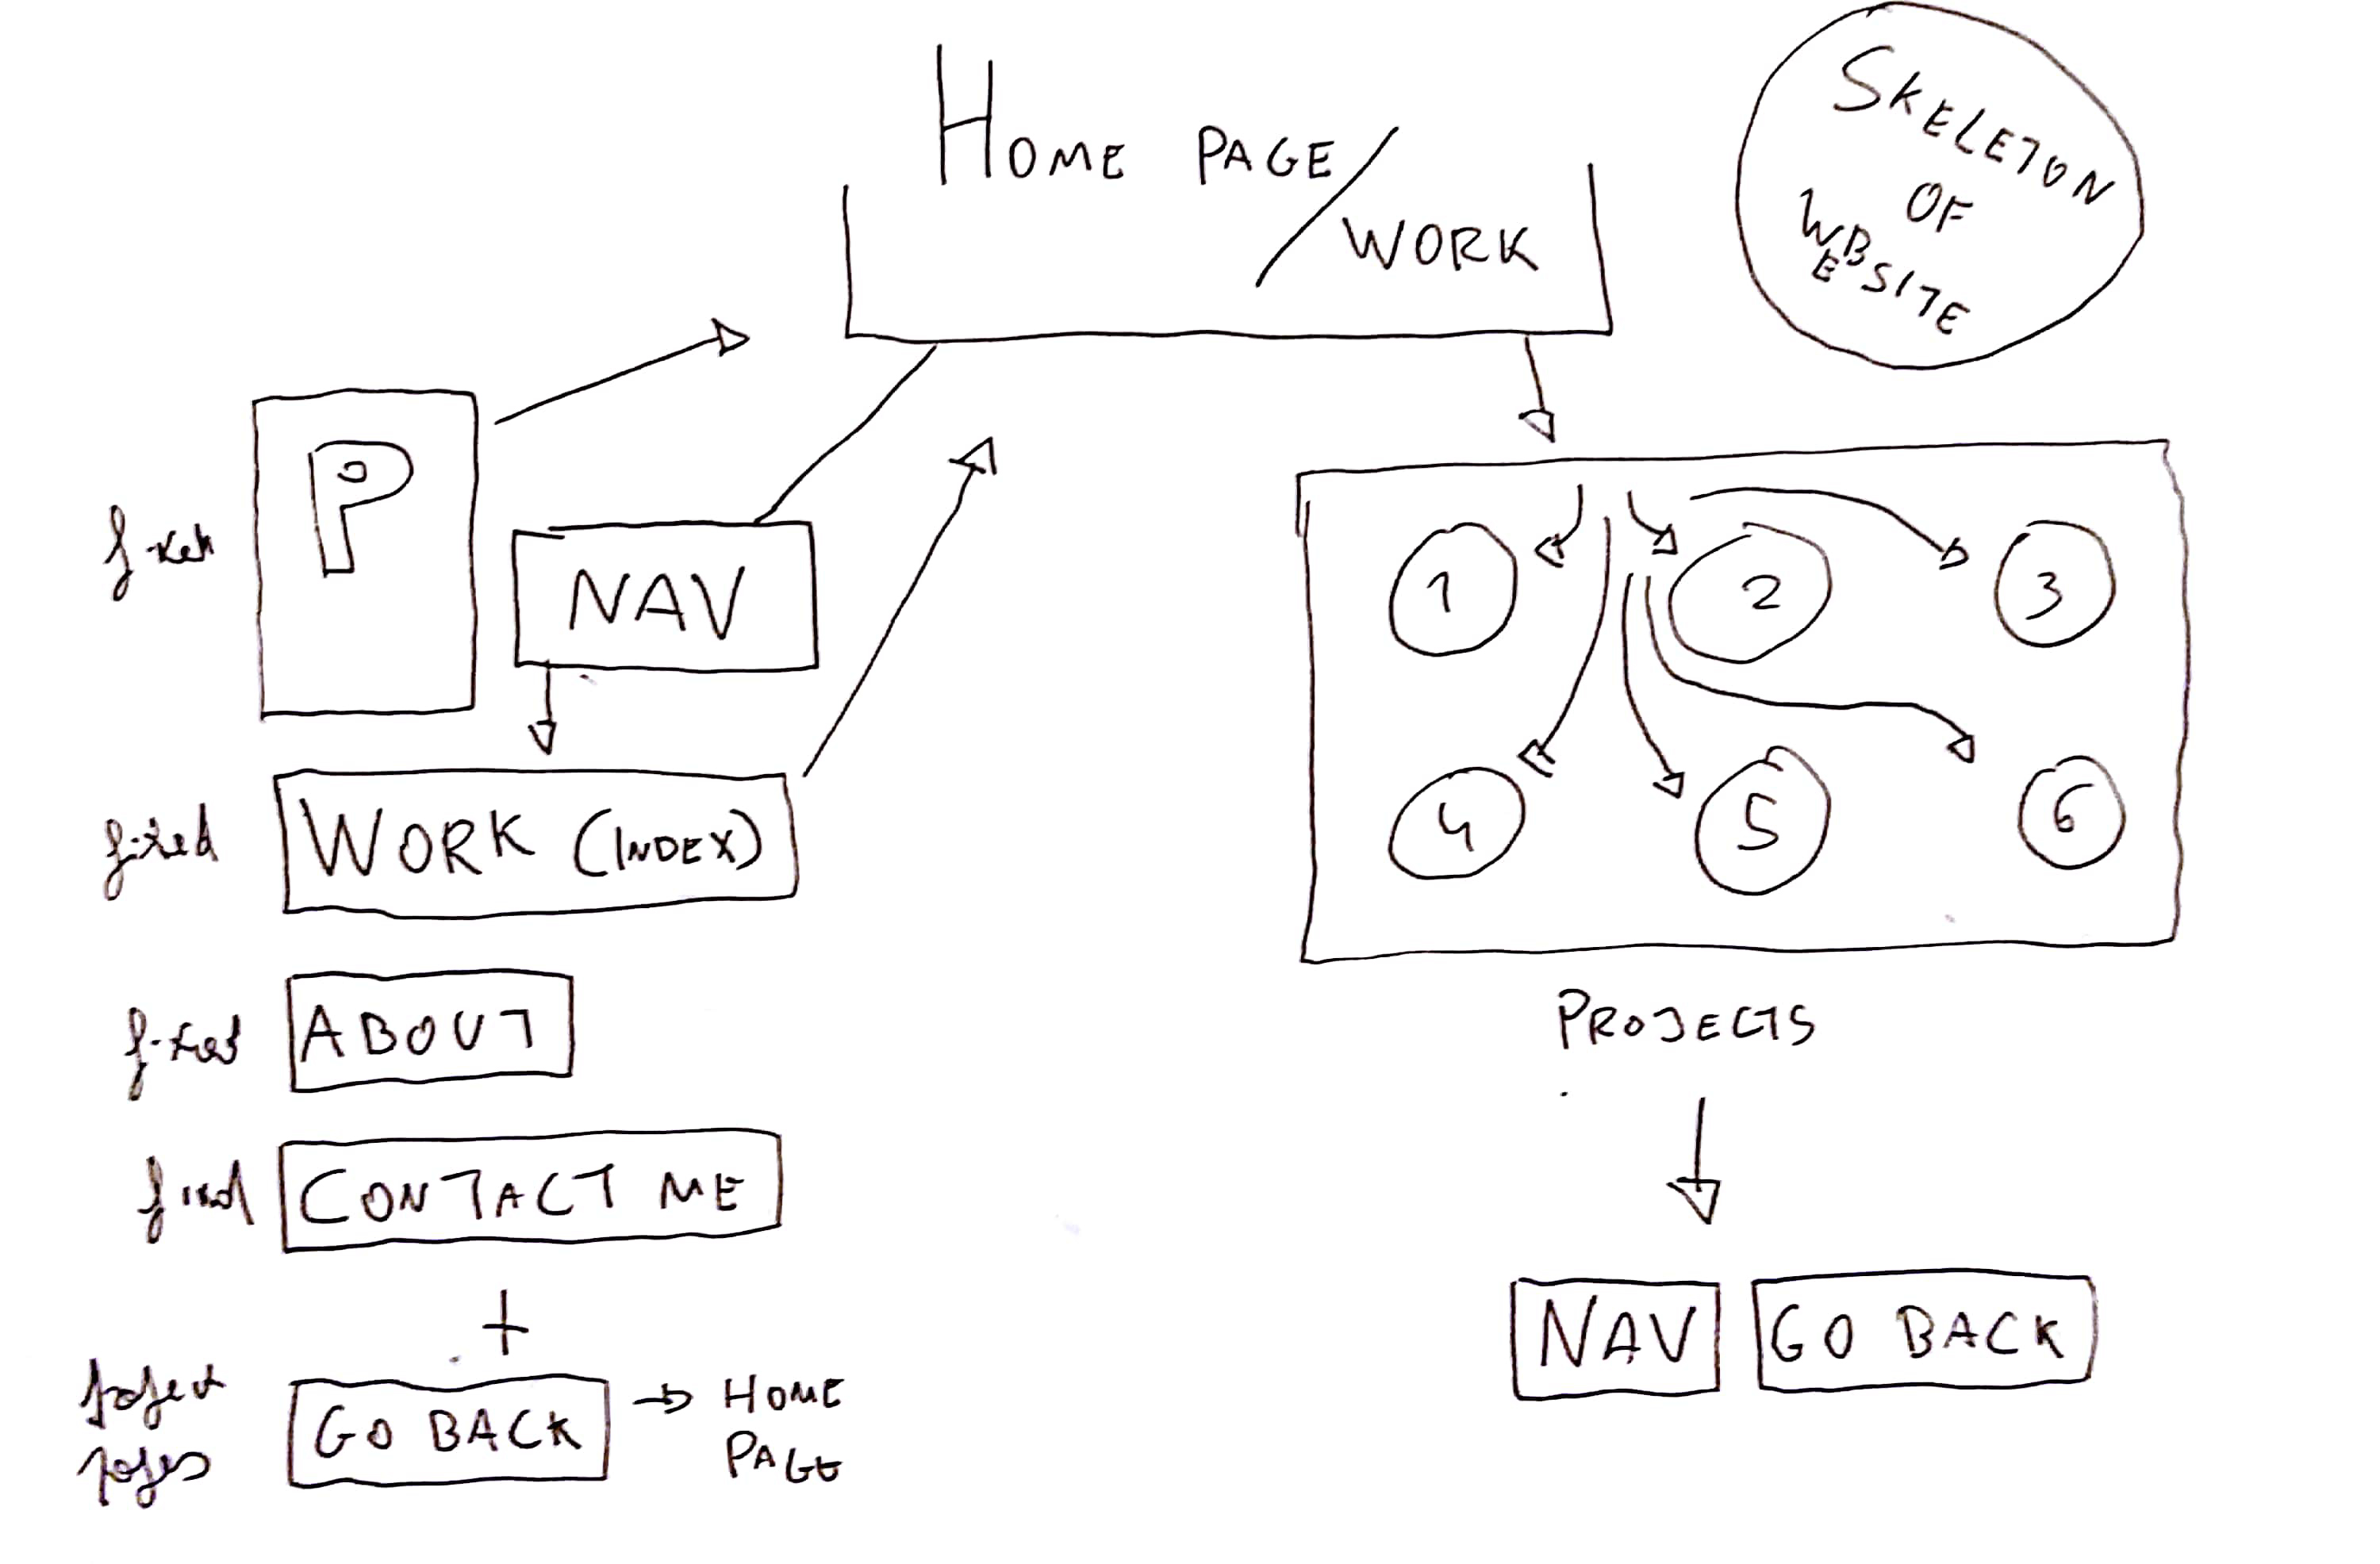 HOME PAGE/
WORK
SKELETON
OF
WEBSITE
P
fixed
NAV
fixed
WORK (INDEX)
fixed
ABOUT
fixed
CONTACT ME
+
project
pages
GO BACK → HOME
PAGE
1 2 3
4 5 6
PROJECTS
NAV GO BACK